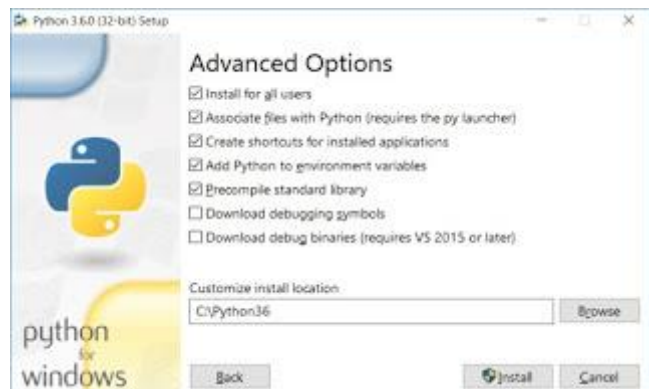 Python 3.6.0 (32-bit) Setup
Advanced Options
Install for all users
Associate files with Python (requires the py launcher)
Create shortcuts for installed applications
Add Python to environment variables
Precompile standard library
Download debugging symbols
Download debug binaries (requires VS 2015 or later)
Customize install location
C:\Python36
Browse
python
for
windows
Back
Install
Cancel